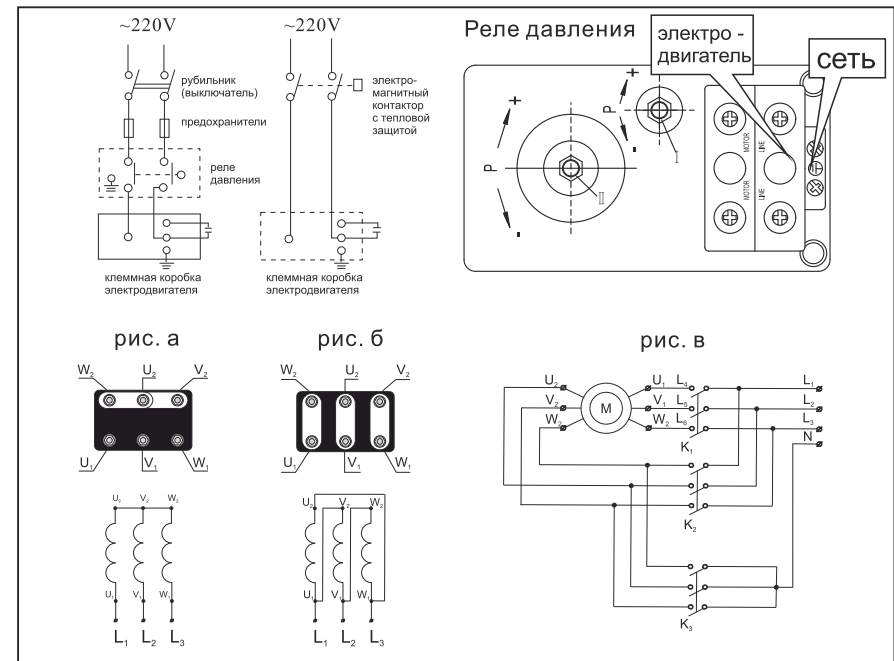 ~220V
~220V
рубильник
(выключатель)
предохранители
реле
давления
клеммная коробка
электродвигателя
электро-
магнитный
контактор
с тепловой
защитой
клеммная коробка
электродвигателя
Реле давления
электро -
двигатель
сеть
P
+
-
II
P
+
-
I
MOTOR
LINE
MOTOR
LINE
рис. а
W₂ U₂ V₂
U₁ V₁ W₁
U₂ V₂ W₂
U₁ V₁ W₁
L₁ L₂ L₃
рис. б
W₂ U₂ V₂
U₁ V₁ W₁
U₂ V₂ W₂
U₁ V₁ W₁
L₁ L₂ L₃
рис. в
U₂ U₁ L₄ L₁
V₂ M V₁ L₅ L₂
W₂ W₂ L₆ L₃
K₁ N
K₂
K₃